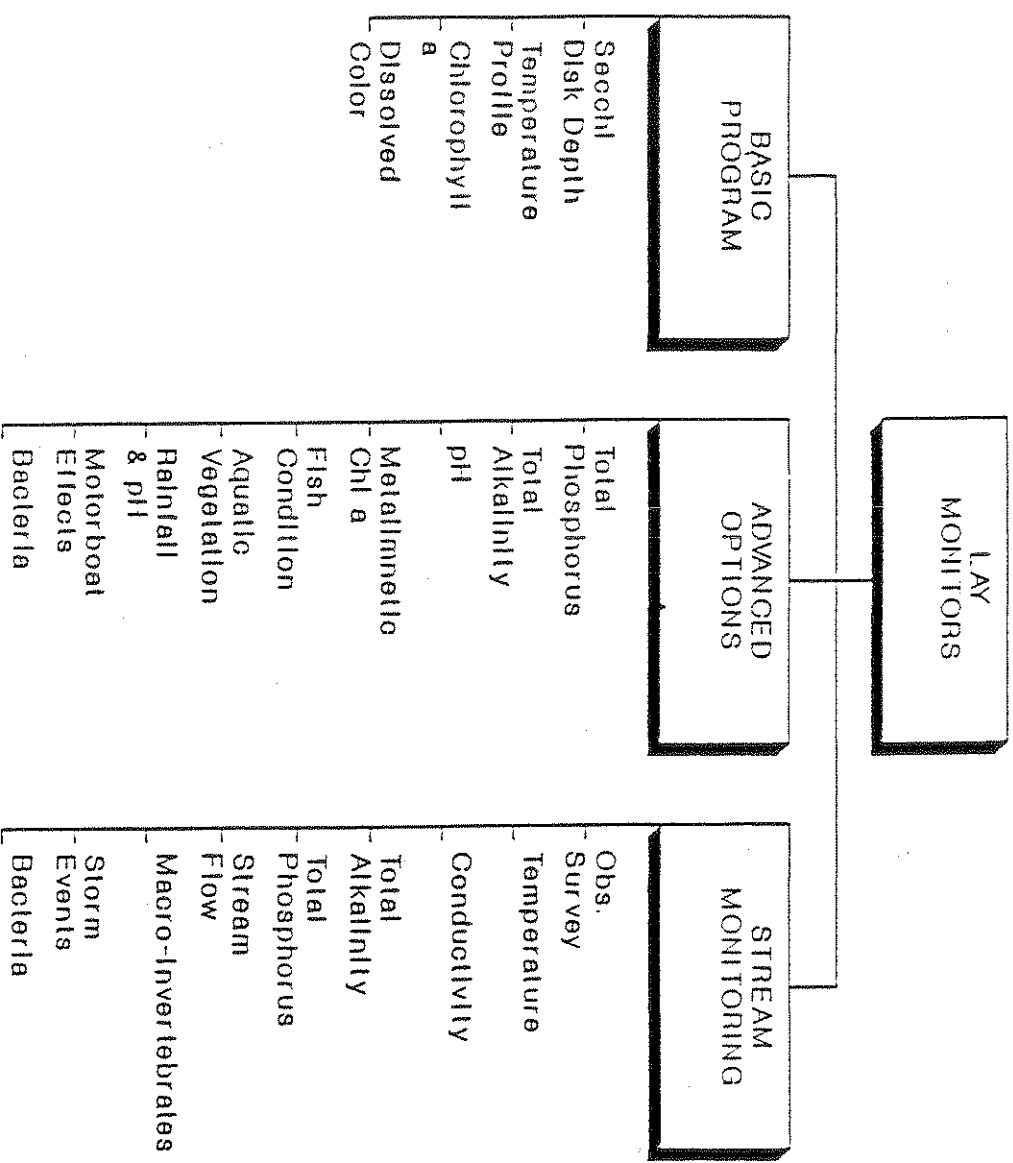 LAY
MONITORS
BASIC
PROGRAM
Secchi
Disk Depth
Temperature
Profile
Chlorophyll
a
Dissolved
Color
ADVANCED
OPTIONS
Total
Phosphorus
Total
Alkalinity
pH
Metalimnetic
Chl a
Fish
Condition
Aquatic
Vegetation
Rainfall
& pH
Motorboat
Effects
Bacteria
STREAM
MONITORING
Obs.
Survey
Temperature
Conductivity
Total
Alkalinity
Total
Phosphorus
Stream
Flow
Macro-Invertebrates
Storm
Events
Bacteria